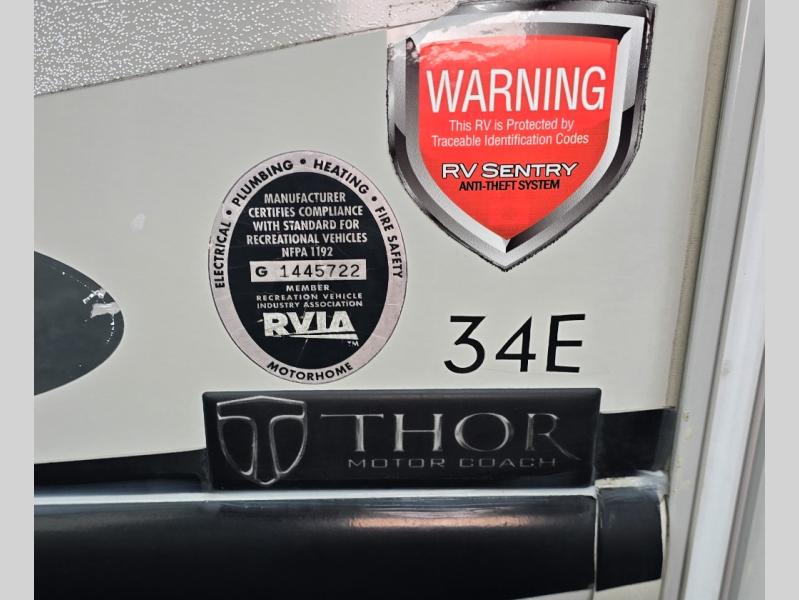 WARNING
This RV is Protected by
Traceable Identification Codes
RV SENTRY
ANTI-THEFT SYSTEM
ELECTRICAL • PLUMBING • HEATING • FIRE SAFETY
MANUFACTURER
CERTIFIES COMPLIANCE
WITH STANDARD FOR
RECREATIONAL VEHICLES
NFPA 1192
G 1445722
MEMBER
RECREATION VEHICLE
INDUSTRY ASSOCIATION
RVIA
TM
MOTORHOME
34E
THOR
MOTOR COACH